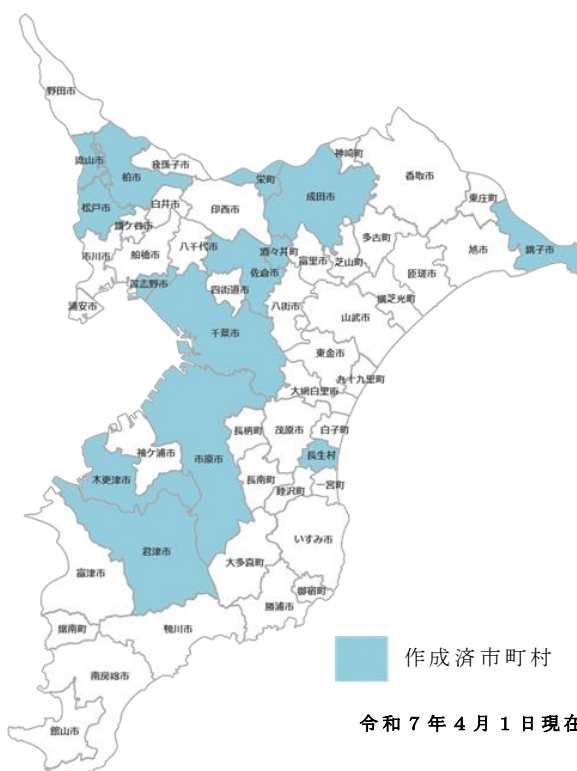 野田市
流山市
柏市
我孫子市
松戸市
鎌ケ谷市
白井市
印西市
栄町
成田市
神崎町
香取市
東庄町
銚子市
旭市
匝瑳市
多古町
芝山町
横芝光町
富里市
酒々井町
佐倉市
八千代市
船橋市
市川市
浦安市
習志野市
四街道市
八街市
山武市
千葉市
東金市
九十九里町
大網白里市
市原市
袖ケ浦市
木更津市
長柄町
茂原市
白子町
長生村
長南町
睦沢町
一宮町
君津市
富津市
いすみ市
大多喜町
御宿町
勝浦市
鋸南町
鴨川市
南房総市
館山市
作成済市町村
令和7年4月1日現在